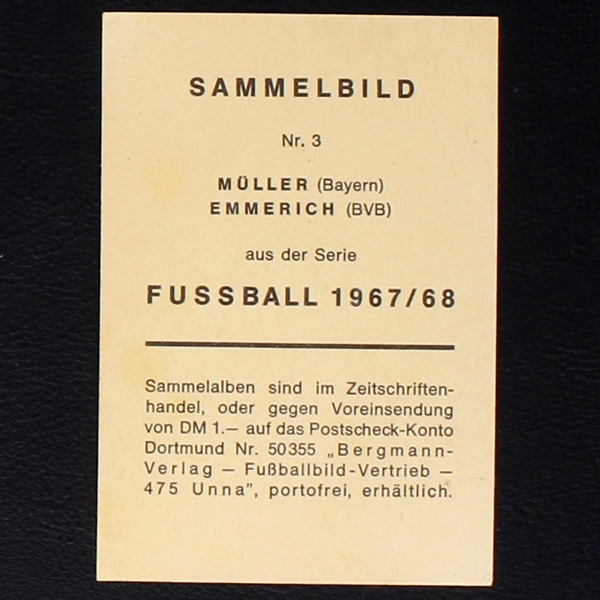 SAMMELBILD
Nr. 3
MÜLLER (Bayern)
EMMERICH (BVB)
aus der Serie
FUSSBALL 1967/68
Sammelalben sind im Zeitschriften-
handel, oder gegen Voreinsendung
von DM 1.— auf das Postscheck-Konto
Dortmund Nr. 50355 „Bergmann-
Verlag — Fußballbild-Vertrieb —
475 Unna”, portofrei, erhältlich.